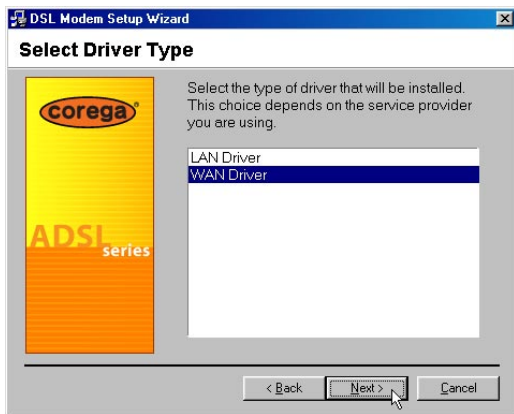 DSL Modem Setup Wizard
Select Driver Type
corega
ADSL
series
Select the type of driver that will be installed.
This choice depends on the service provider
you are using.
LAN Driver
WAN Driver
< Back
Next >
Cancel